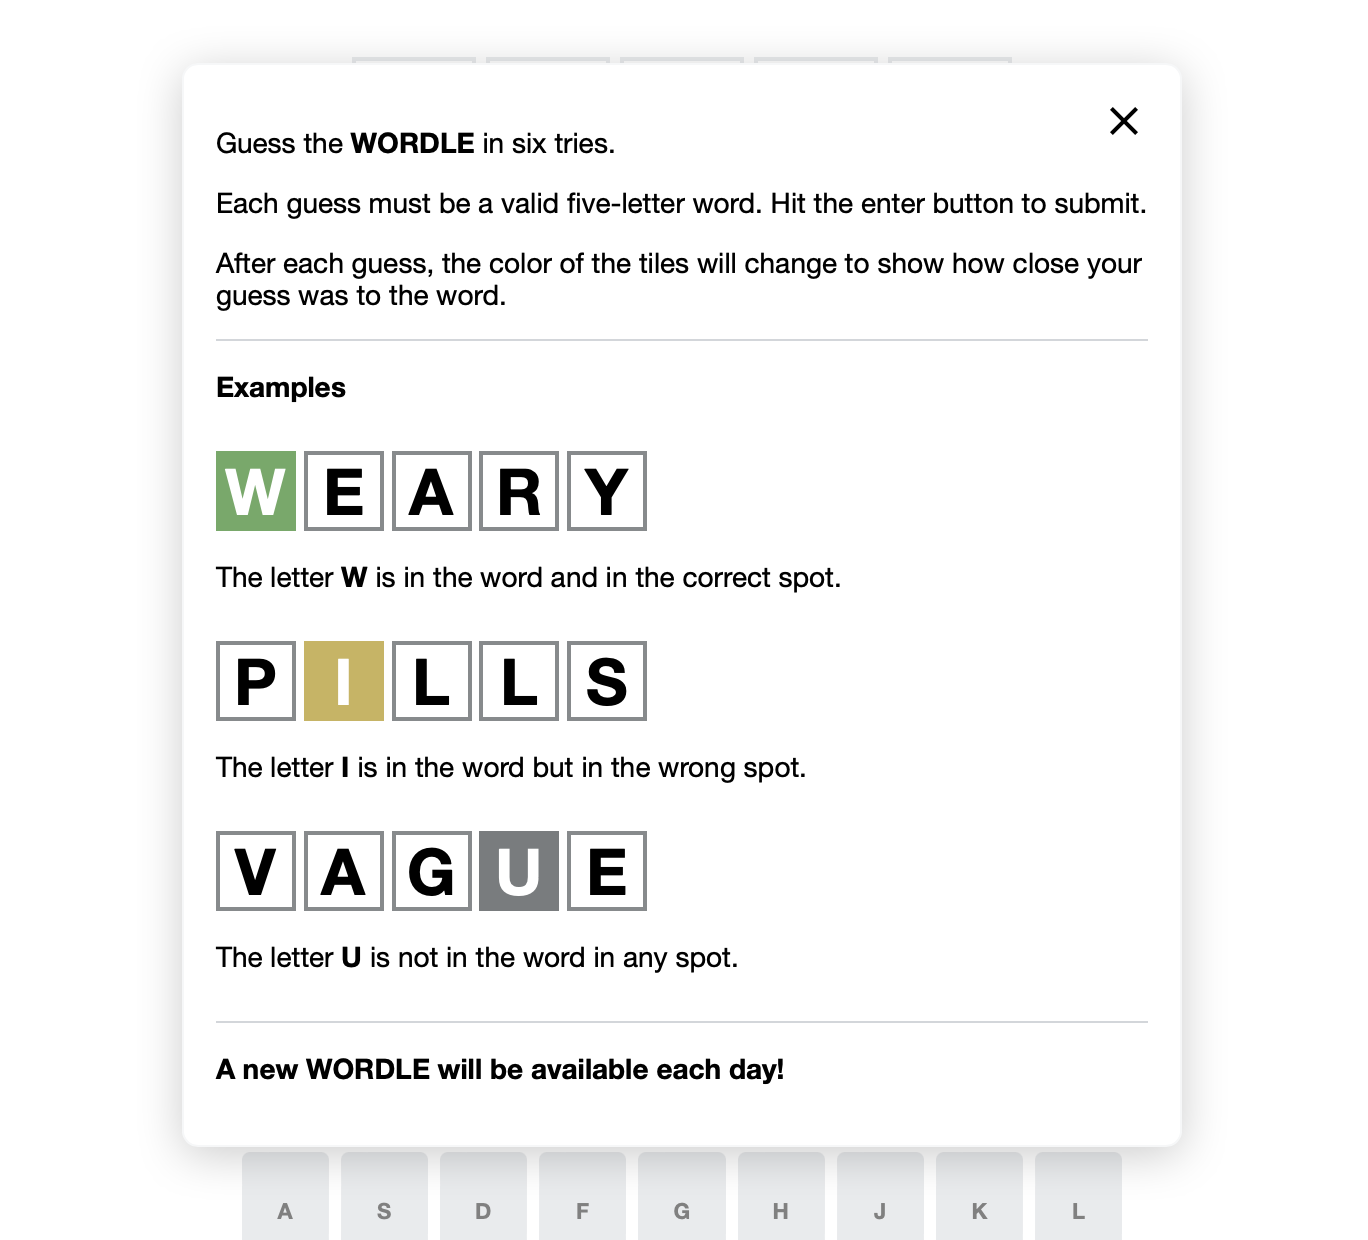 Guess the WORDLE in six tries.
Each guess must be a valid five-letter word. Hit the enter button to submit.
After each guess, the color of the tiles will change to show how close your
guess was to the word.
Examples
W E A R Y
The letter W is in the word and in the correct spot.
P I L L S
The letter I is in the word but in the wrong spot.
V A G U E
The letter U is not in the word in any spot.
A new WORDLE will be available each day!
A S D F G H J K L